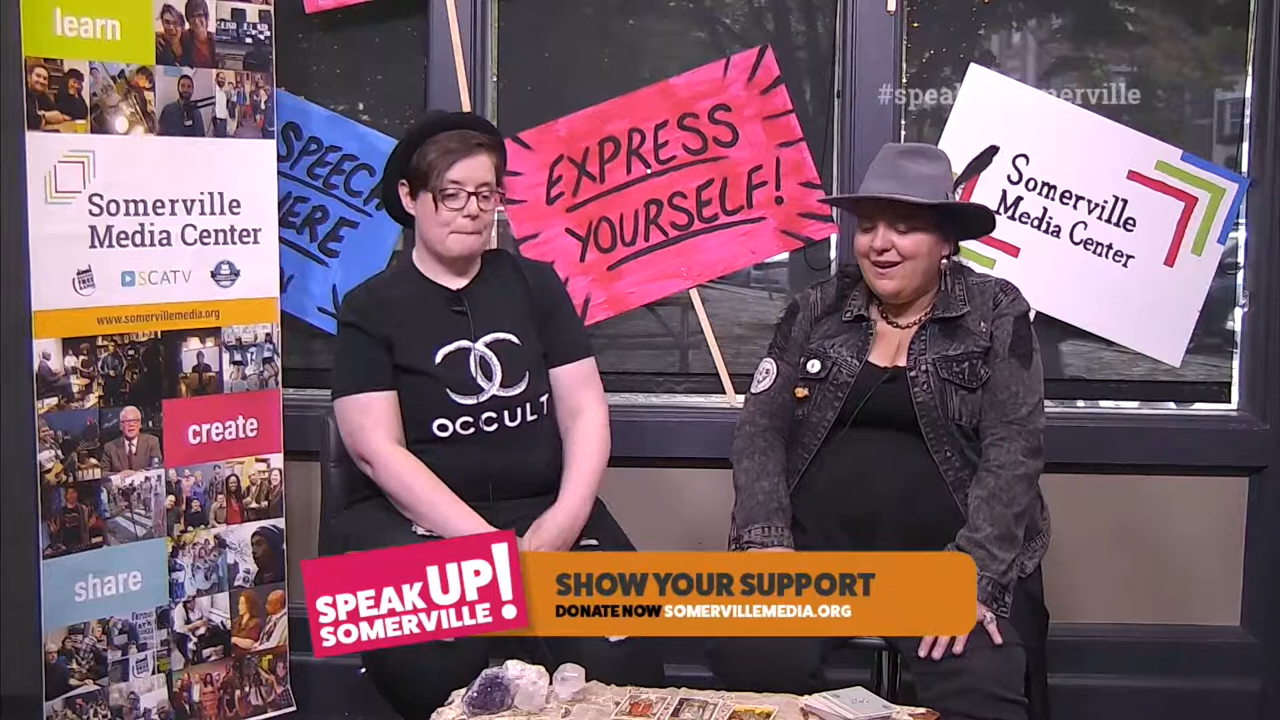 learn
Somerville
Media Center
SCATV
www.somervillemedia.org
create
share
SPEECH
HERE
EXPRESS
YOURSELF!
#speak
merville
Somerville
Media Center
OCCULT
SPEAK UP!
SOMERVILLE
SHOW YOUR SUPPORT
DONATE NOW SOMERVILLEMEDIA.ORG